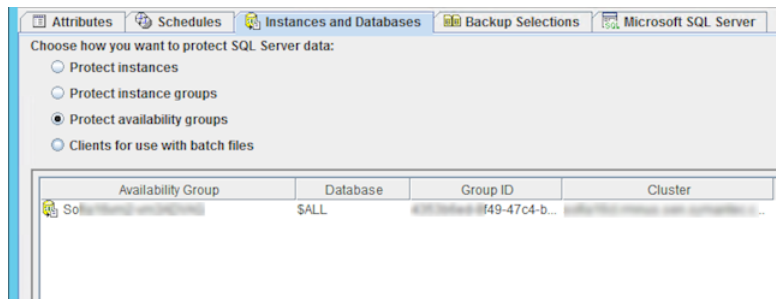 Attributes Schedules Instances and Databases Backup Selections Microsoft SQL Server
Choose how you want to protect SQL Server data:
Protect instances
Protect instance groups
Protect availability groups
Clients for use with batch files
Availability Group Database Group ID Cluster
$ALL